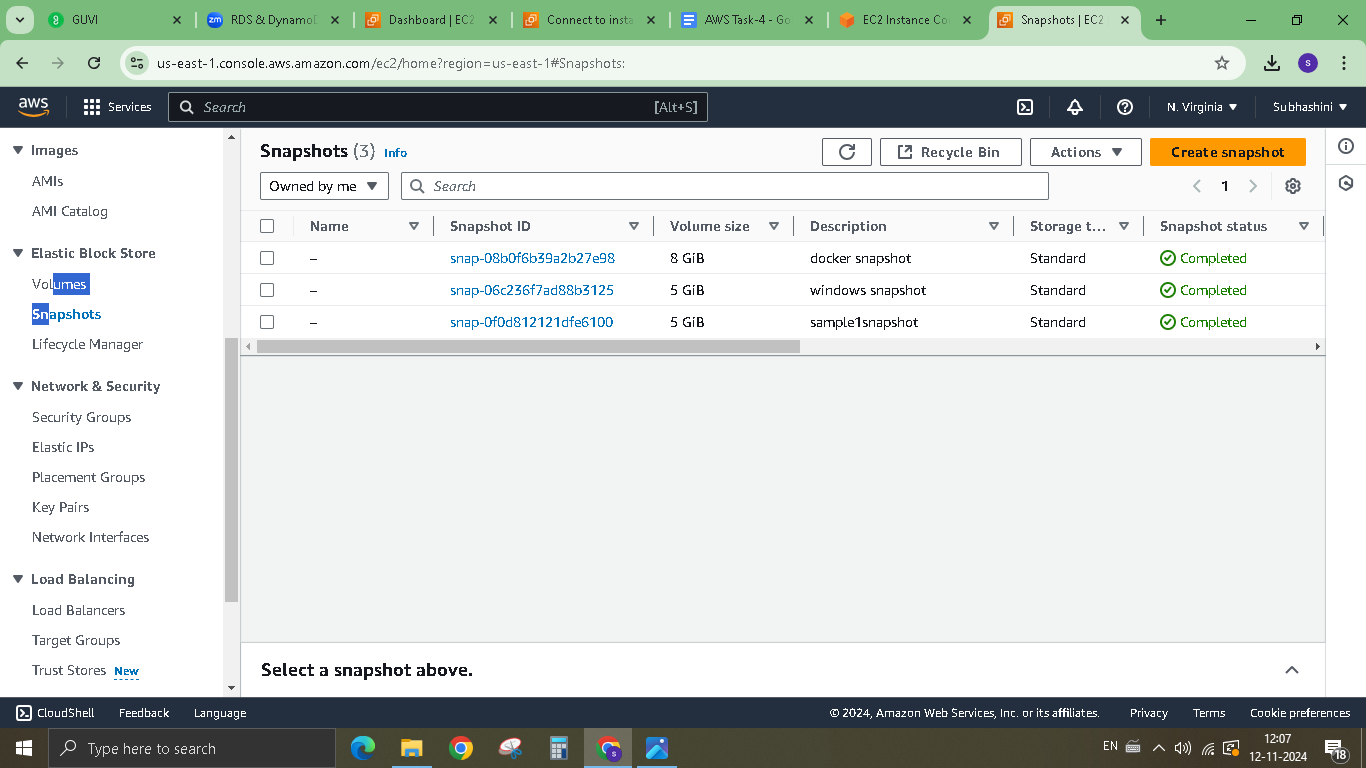 GUVI
zm RDS & Dynamo
Dashboard | EC2
Connect to insta
AWS Task-4 - Go
EC2 Instance Co
Snapshots | EC2
us-east-1.console.aws.amazon.com/ec2/home?region=us-east-1#Snapshots:
s
aws
Services
Search [Alt+S]
N. Virginia
Subhashini
Images
AMIs
AMI Catalog
Elastic Block Store
Volumes
Snapshots
Lifecycle Manager
Network & Security
Security Groups
Elastic IPs
Placement Groups
Key Pairs
Network Interfaces
Load Balancing
Load Balancers
Target Groups
Trust Stores New
Snapshots (3) Info
Recycle Bin
Actions
Create snapshot
Owned by me
Search
1
Name Snapshot ID Volume size Description Storage t... Snapshot status
– snap-08b0f6b39a2b27e98 8 GiB docker snapshot Standard Completed
– snap-06c236f7ad88b3125 5 GiB windows snapshot Standard Completed
– snap-0f0d812121dfe6100 5 GiB sample1snapshot Standard Completed
Select a snapshot above.
CloudShell Feedback Language
© 2024, Amazon Web Services, Inc. or its affiliates. Privacy Terms Cookie preferences
Type here to search
s
EN
12:07
12-11-2024
18